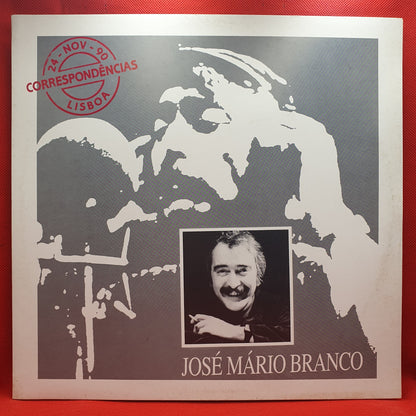 24 - NOV - 90
CORRESPONDÊNCIAS
LISBOA
JOSÉ MÁRIO BRANCO